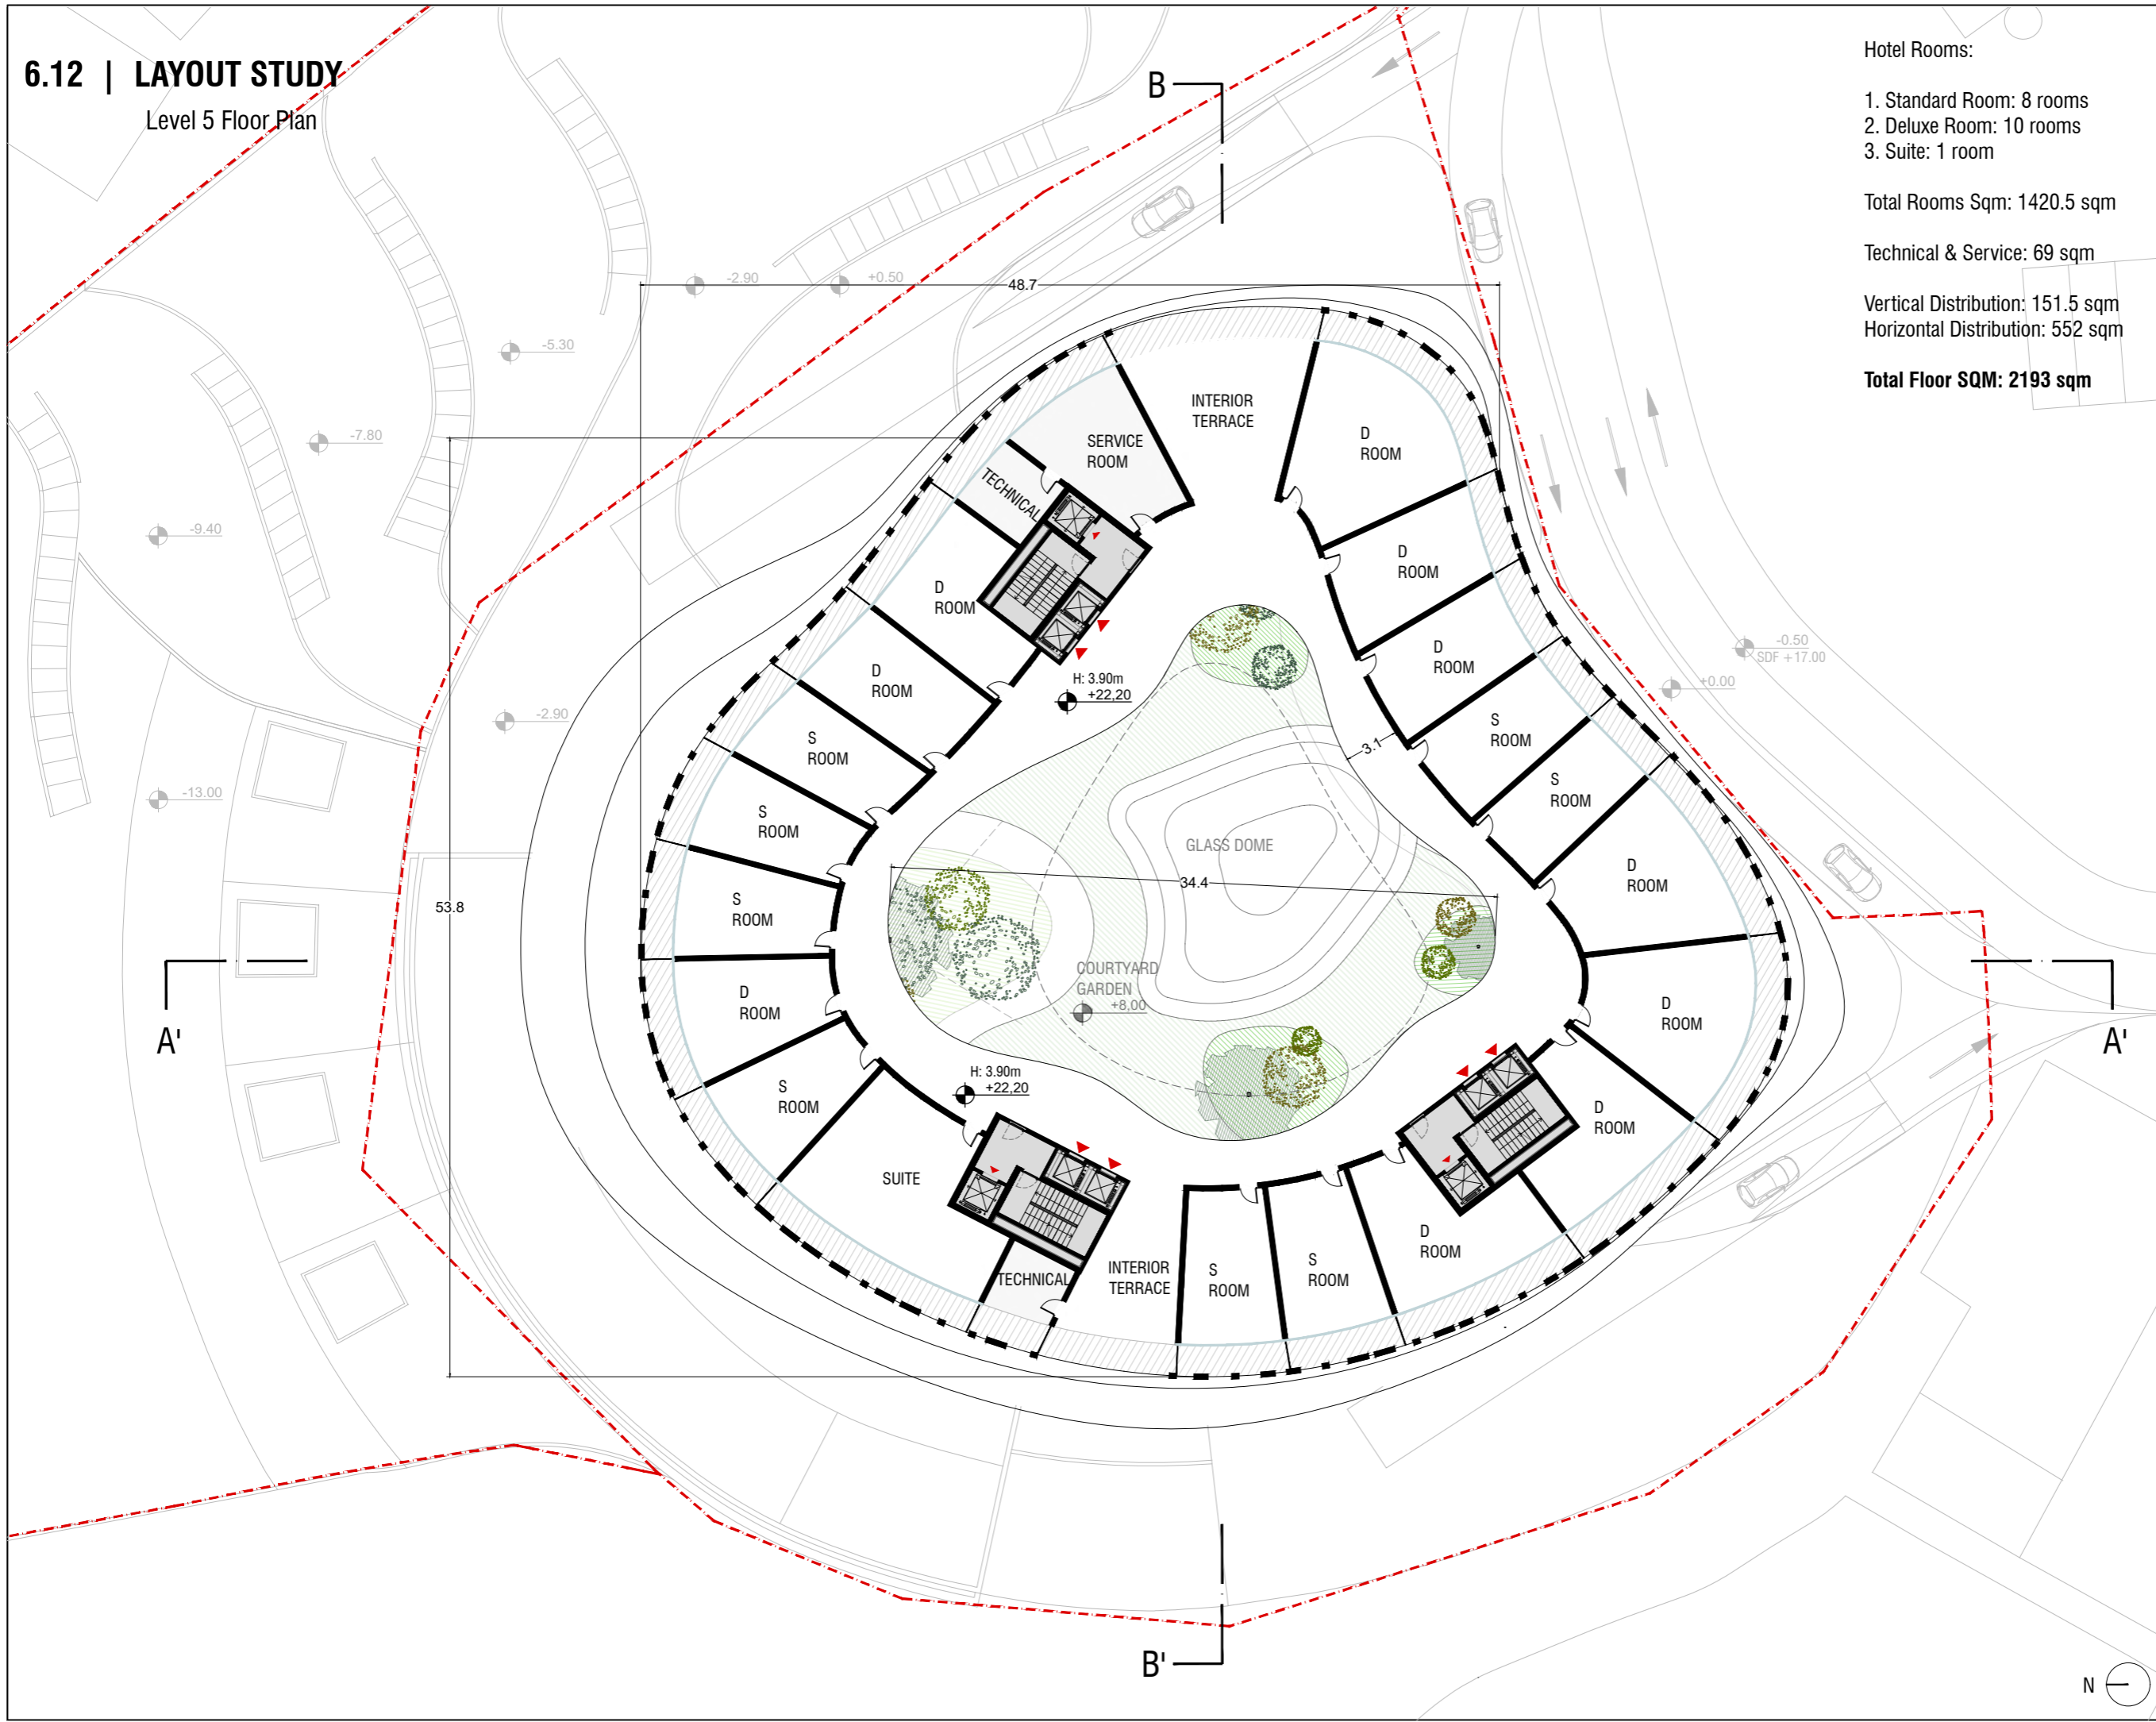 6.12 | LAYOUT STUDY
Level 5 Floor Plan
Hotel Rooms:
1. Standard Room: 8 rooms
2. Deluxe Room: 10 rooms
3. Suite: 1 room
Total Rooms Sqm: 1420.5 sqm
Technical & Service: 69 sqm
Vertical Distribution: 151.5 sqm
Horizontal Distribution: 552 sqm
Total Floor SQM: 2193 sqm
B
-2.90
+0.50
48.7
-5.30
-7.80
-9.40
-2.90
-13.00
INTERIOR
TERRACE
SERVICE
ROOM
TECHNICAL
D
ROOM
D
ROOM
D
ROOM
D
ROOM
D
ROOM
S
ROOM
S
ROOM
S
ROOM
S
ROOM
S
ROOM
D
ROOM
D
ROOM
D
ROOM
S
ROOM
D
ROOM
-0.50
SDF +17.00
+0.00
H: 3.90m
+22,20
3.1
GLASS DOME
34.4
53.8
COURTYARD
GARDEN
+8,00
H: 3.90m
+22,20
A'
A'
SUITE
TECHNICAL
INTERIOR
TERRACE
S
ROOM
S
ROOM
D
ROOM
B'
N